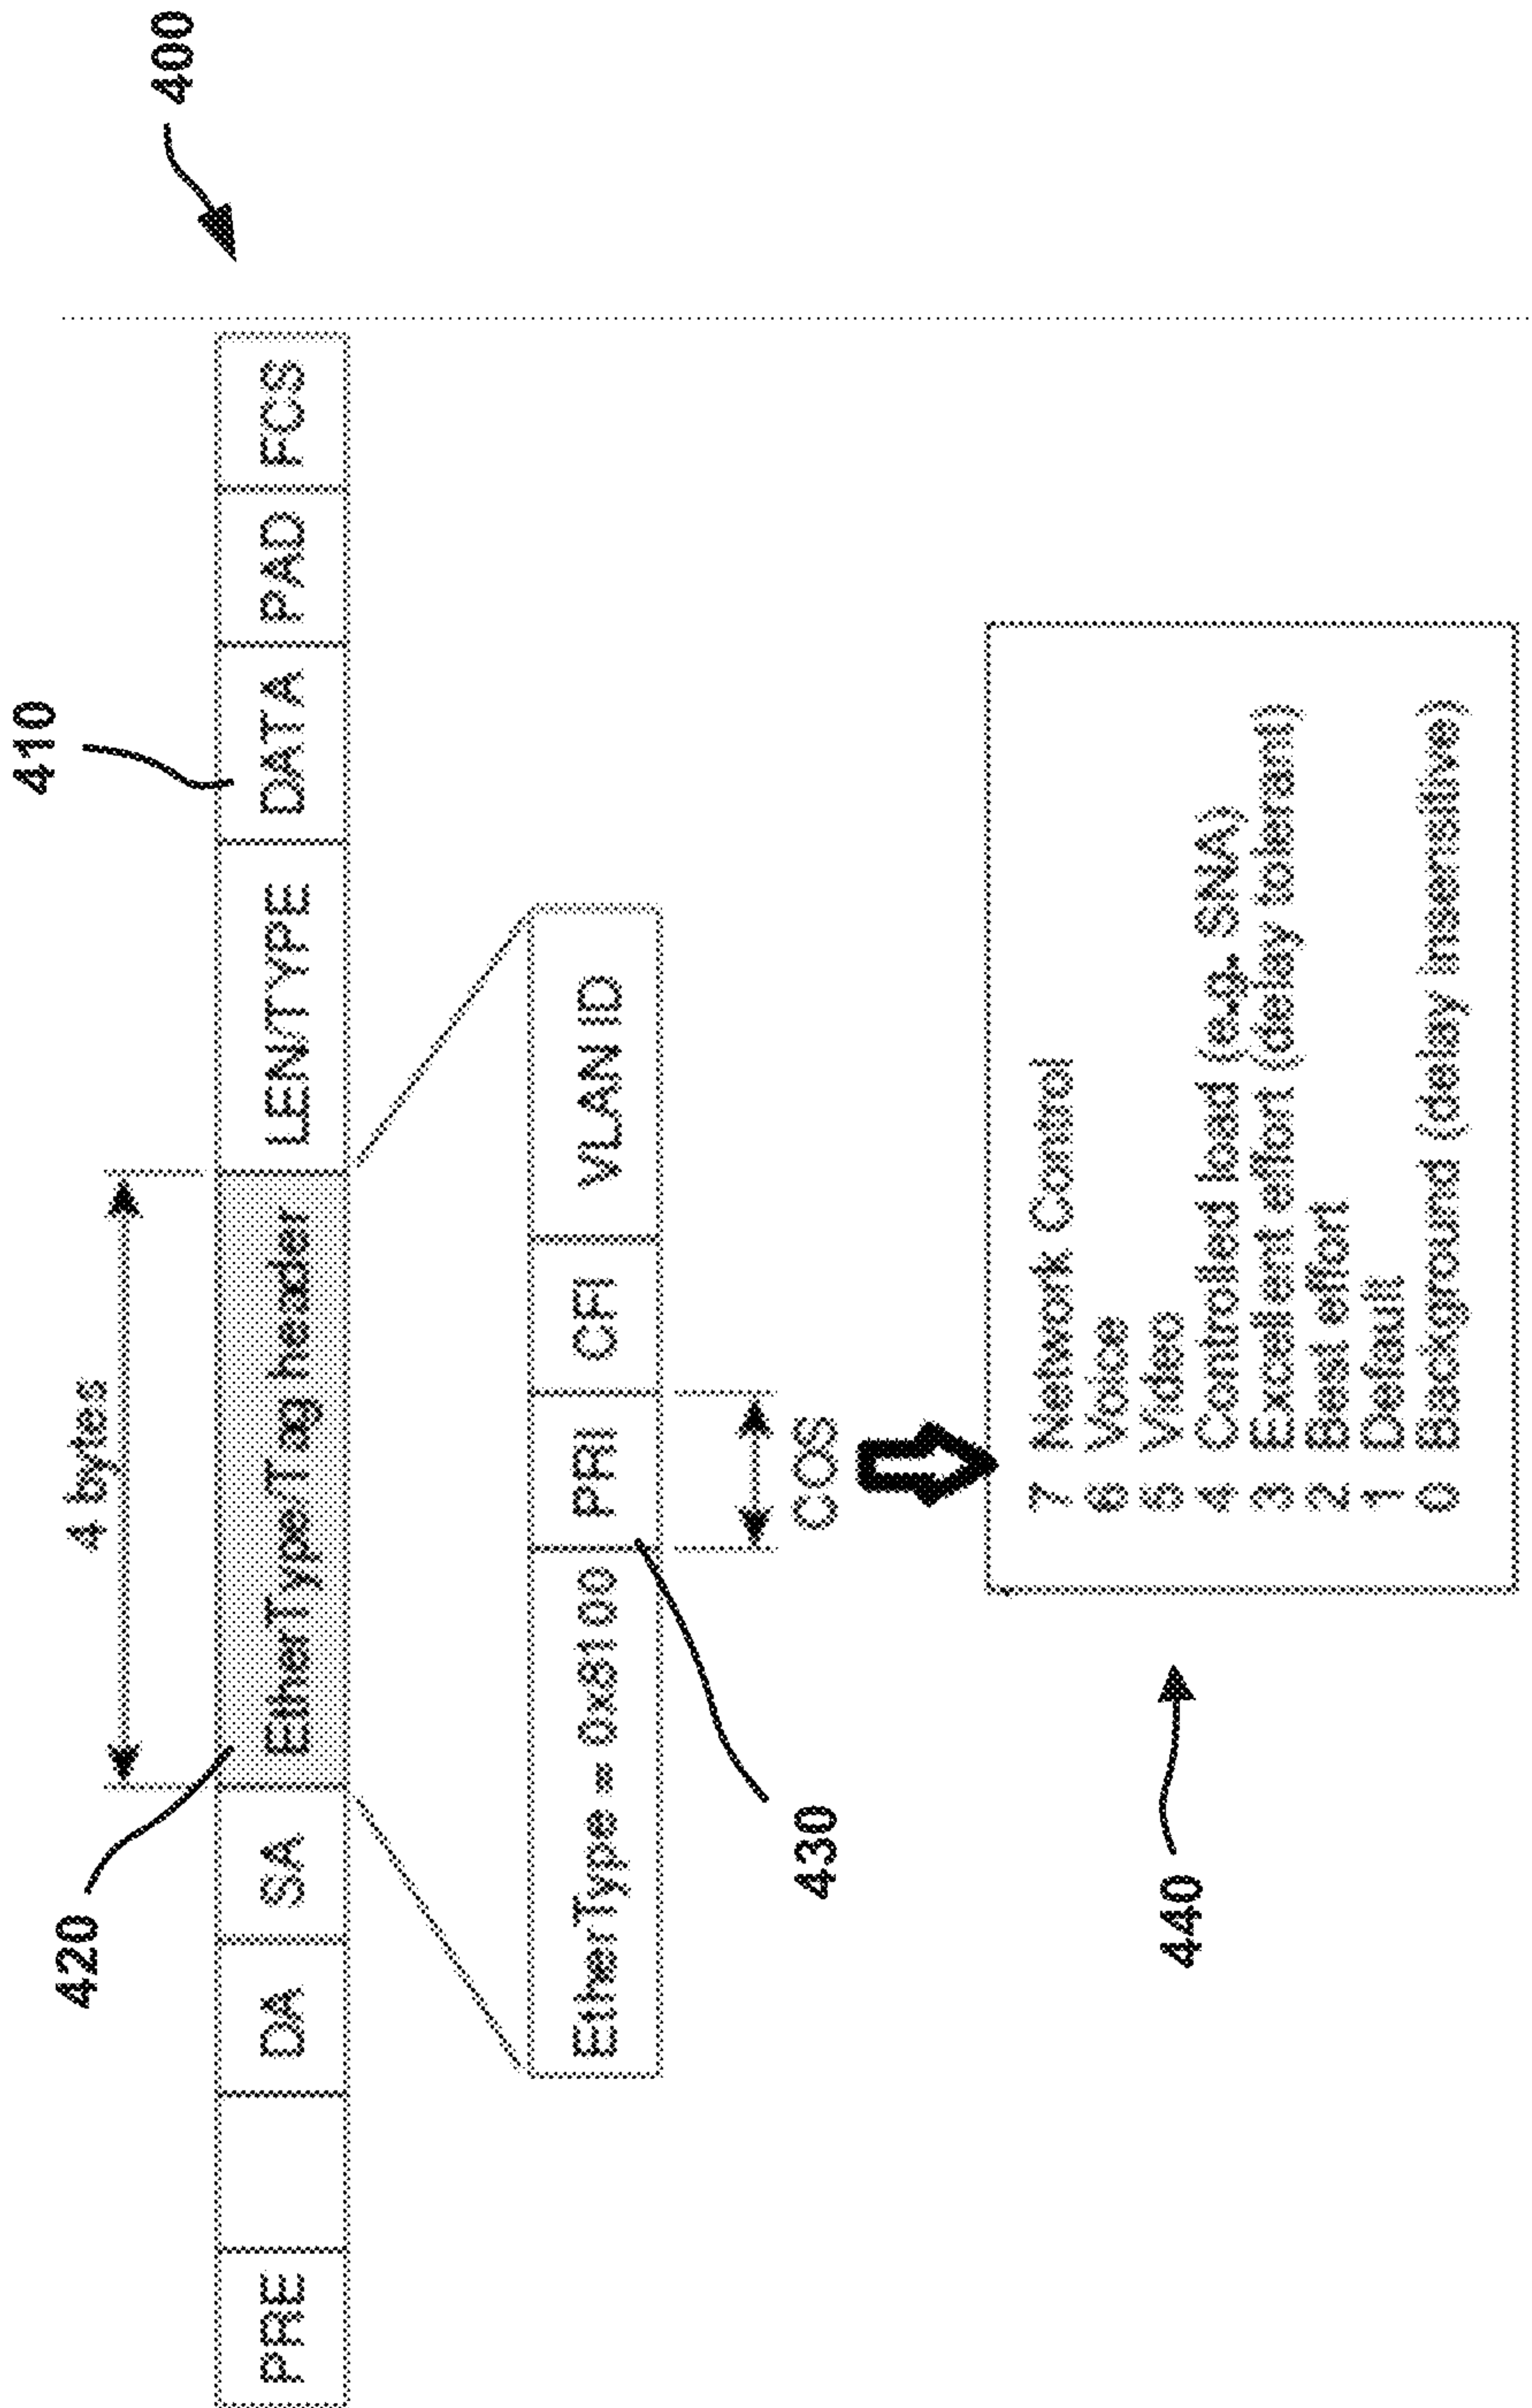 400
410
4 bytes
420
PRE
DA
SA
EtherType Tag header
LEN/TYPE
DATA
PAD
FCS
EtherType = 0x8100
PRI
CFI
VLAN ID
430
COS
440
7 Network Control
6 Voice
5 Video
4 Controlled load (e.g. SNA)
3 Excellent effort (delay tolerant)
2 Best effort
1 Default
0 Background (delay insensitive)